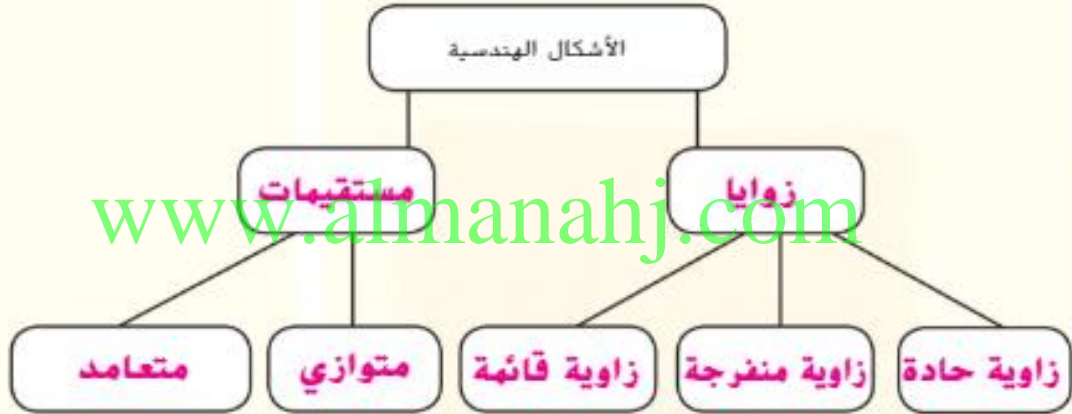 الأشكال الهندسية
زوايا
مستقيمات
www.almanahj.com
زاوية حادة
زاوية منفرجة
زاوية قائمة
متوازي
متعامد